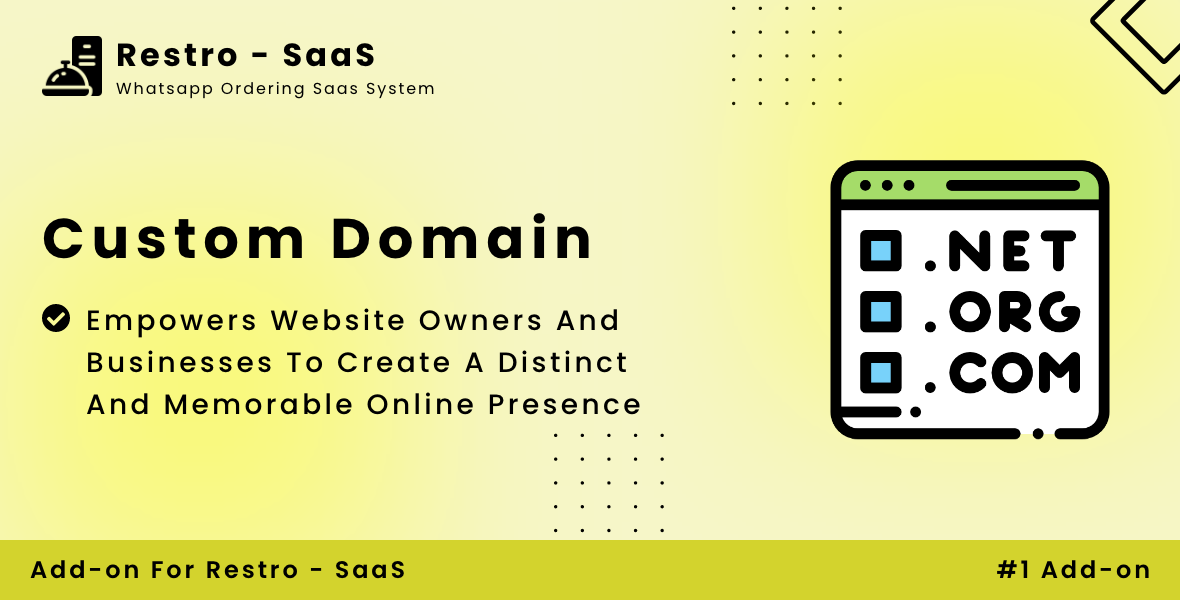 Restro - SaaS
Whatsapp Ordering Saas System
Custom Domain
Empowers Website Owners And
Businesses To Create A Distinct
And Memorable Online Presence
.NET
.ORG
.COM
Add-on For Restro - SaaS
#1 Add-on